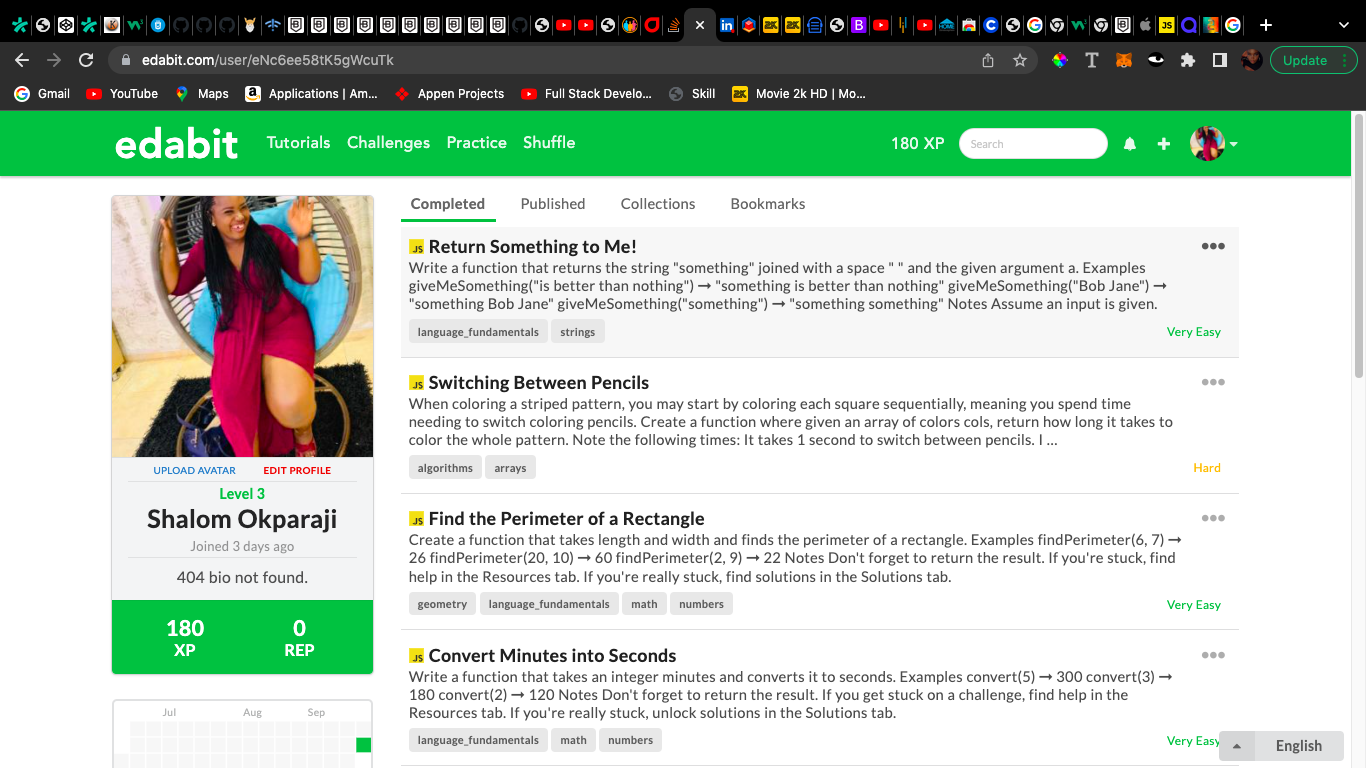 edabit.com/user/eNc6ee58tK5gWcuTk
Update
Gmail
YouTube
Maps
Applications | Am...
Appen Projects
Full Stack Develo...
Skill
Movie 2k HD | Mo...
edabit
Tutorials
Challenges
Practice
Shuffle
180 XP
Search
Completed
Published
Collections
Bookmarks
JS Return Something to Me!
Write a function that returns the string "something" joined with a space " " and the given argument a. Examples
giveMeSomething("is better than nothing") ➞ "something is better than nothing" giveMeSomething("Bob Jane") ➞
"something Bob Jane" giveMeSomething("something") ➞ "something something" Notes Assume an input is given.
language_fundamentals
strings
Very Easy
JS Switching Between Pencils
When coloring a striped pattern, you may start by coloring each square sequentially, meaning you spend time
needing to switch coloring pencils. Create a function where given an array of colors cols, return how long it takes to
color the whole pattern. Note the following times: It takes 1 second to switch between pencils. I ...
algorithms
arrays
Hard
JS Find the Perimeter of a Rectangle
Create a function that takes length and width and finds the perimeter of a rectangle. Examples findPerimeter(6, 7) ➞
26 findPerimeter(20, 10) ➞ 60 findPerimeter(2, 9) ➞ 22 Notes Don't forget to return the result. If you're stuck, find
help in the Resources tab. If you're really stuck, find solutions in the Solutions tab.
geometry
language_fundamentals
math
numbers
Very Easy
JS Convert Minutes into Seconds
Write a function that takes an integer minutes and converts it to seconds. Examples convert(5) ➞ 300 convert(3) ➞
180 convert(2) ➞ 120 Notes Don't forget to return the result. If you get stuck on a challenge, find help in the
Resources tab. If you're really stuck, unlock solutions in the Solutions tab.
language_fundamentals
math
numbers
Very Easy
UPLOAD AVATAR
EDIT PROFILE
Level 3
Shalom Okparaji
Joined 3 days ago
404 bio not found.
180
XP
0
REP
Jul
Aug
Sep
English